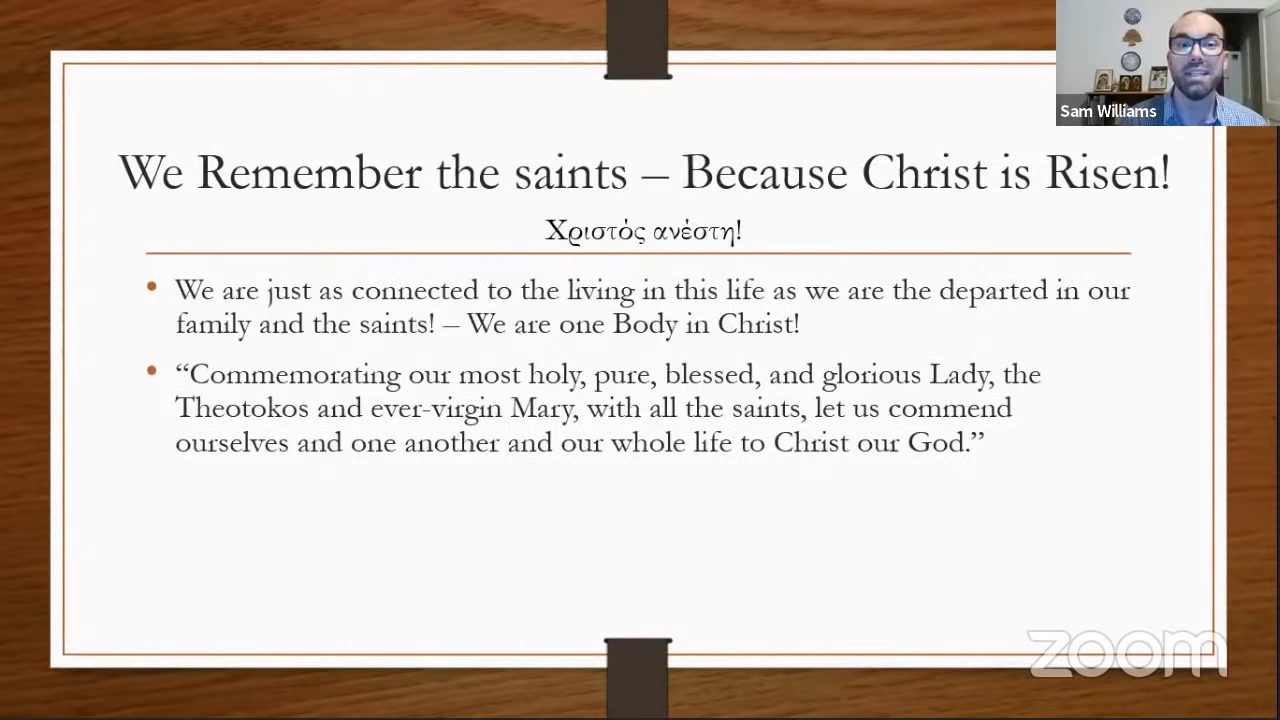 Sam Williams
We Remember the saints – Because Christ is Risen!
Χριστός ανέστη!
• We are just as connected to the living in this life as we are the departed in our
family and the saints! – We are one Body in Christ!
• “Commemorating our most holy, pure, blessed, and glorious Lady, the
Theotokos and ever-virgin Mary, with all the saints, let us commend
ourselves and one another and our whole life to Christ our God.”
zoom